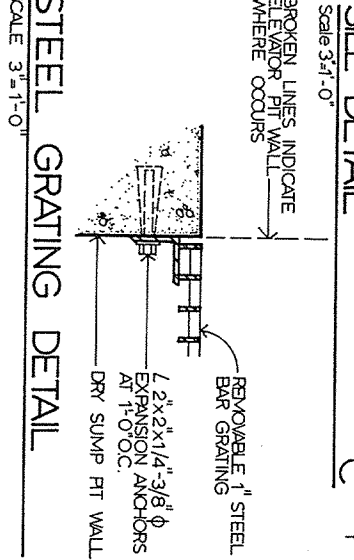 SILL DETAIL
Scale 3"=1'-0"
BROKEN LINES INDICATE
ELEVATOR PIT WALL
WHERE OCCURS
REMOVABLE 1" STEEL
BAR GRATING
L 2"x2"x1/4"-3/8" φ
EXPANSION ANCHORS
AT 1'-0" O.C.
DRY SUMP PIT WALL
STEEL GRATING DETAIL
SCALE 3"=1'-0"